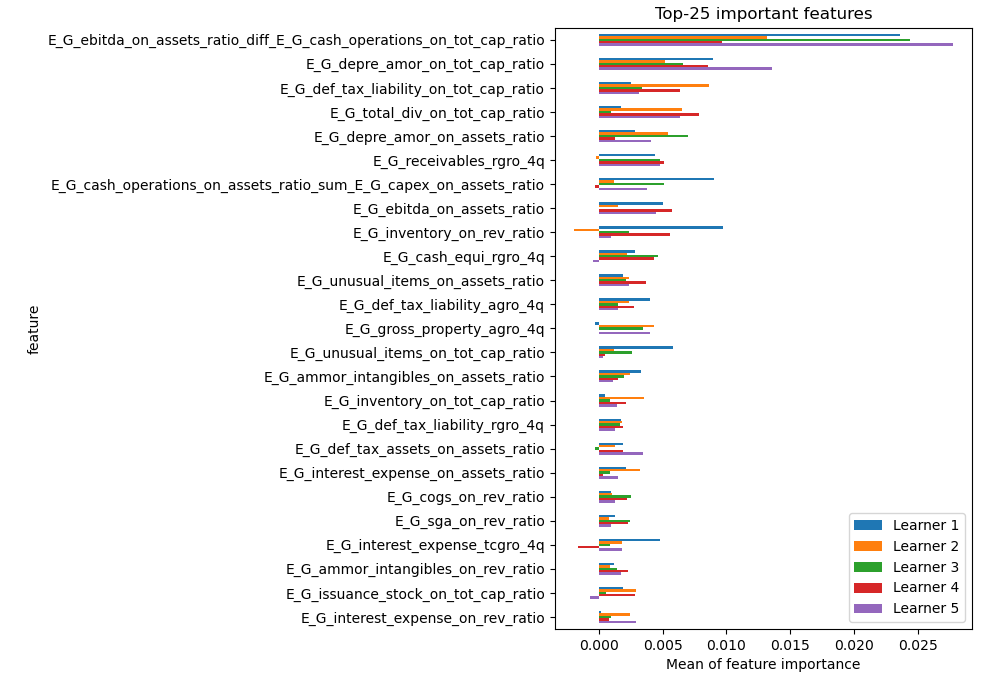 Top-25 important features
E_G_ebitda_on_assets_ratio_diff_E_G_cash_operations_on_tot_cap_ratio
E_G_depre_amor_on_tot_cap_ratio
E_G_def_tax_liability_on_tot_cap_ratio
E_G_total_div_on_tot_cap_ratio
E_G_depre_amor_on_assets_ratio
E_G_receivables_rgro_4q
E_G_cash_operations_on_assets_ratio_sum_E_G_capex_on_assets_ratio
E_G_ebitda_on_assets_ratio
E_G_inventory_on_rev_ratio
E_G_cash_equi_rgro_4q
E_G_unusual_items_on_assets_ratio
E_G_def_tax_liability_agro_4q
E_G_gross_property_agro_4q
E_G_unusual_items_on_tot_cap_ratio
E_G_ammor_intangibles_on_assets_ratio
E_G_inventory_on_tot_cap_ratio
E_G_def_tax_liability_rgro_4q
E_G_def_tax_assets_on_assets_ratio
E_G_interest_expense_on_assets_ratio
E_G_cogs_on_rev_ratio
E_G_sga_on_rev_ratio
E_G_interest_expense_tcgro_4q
E_G_ammor_intangibles_on_rev_ratio
E_G_issuance_stock_on_tot_cap_ratio
E_G_interest_expense_on_rev_ratio
feature
Learner 1
Learner 2
Learner 3
Learner 4
Learner 5
0.000 0.005 0.010 0.015 0.020 0.025
Mean of feature importance